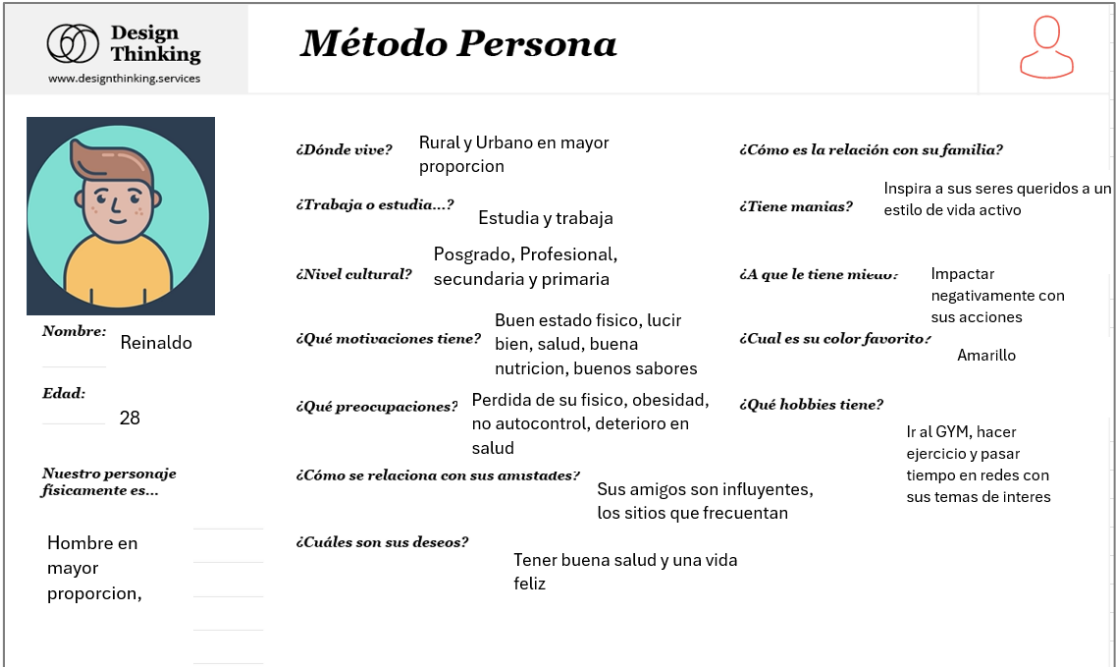 Design
Thinking
www.designthinking.services
Método Persona
¿Dónde vive?
Rural y Urbano en mayor
proporcion
¿Trabaja o estudia...?
Estudia y trabaja
¿Nivel cultural?
Posgrado, Profesional,
secundaria y primaria
¿Qué motivaciones tiene?
Buen estado fisico, lucir
bien, salud, buena
nutricion, buenos sabores
¿Qué preocupaciones?
Perdida de su fisico, obesidad,
no autocontrol, deterioro en
salud
¿Cómo se relaciona con sus amistades?
Sus amigos son influyentes,
los sitios que frecuentan
¿Cuáles son sus deseos?
Tener buena salud y una vida
feliz
¿Cómo es la relación con su familia?
Inspira a sus seres queridos a un
estilo de vida activo
¿Tiene manias?
¿A que le tiene miedo?
Impactar
negativamente con
sus acciones
¿Cual es su color favorito?
Amarillo
¿Qué hobbies tiene?
Ir al GYM, hacer
ejercicio y pasar
tiempo en redes con
sus temas de interes
Nombre:
Reinaldo
Edad:
28
Nuestro personaje
físicamente es...
Hombre en
mayor
proporcion,